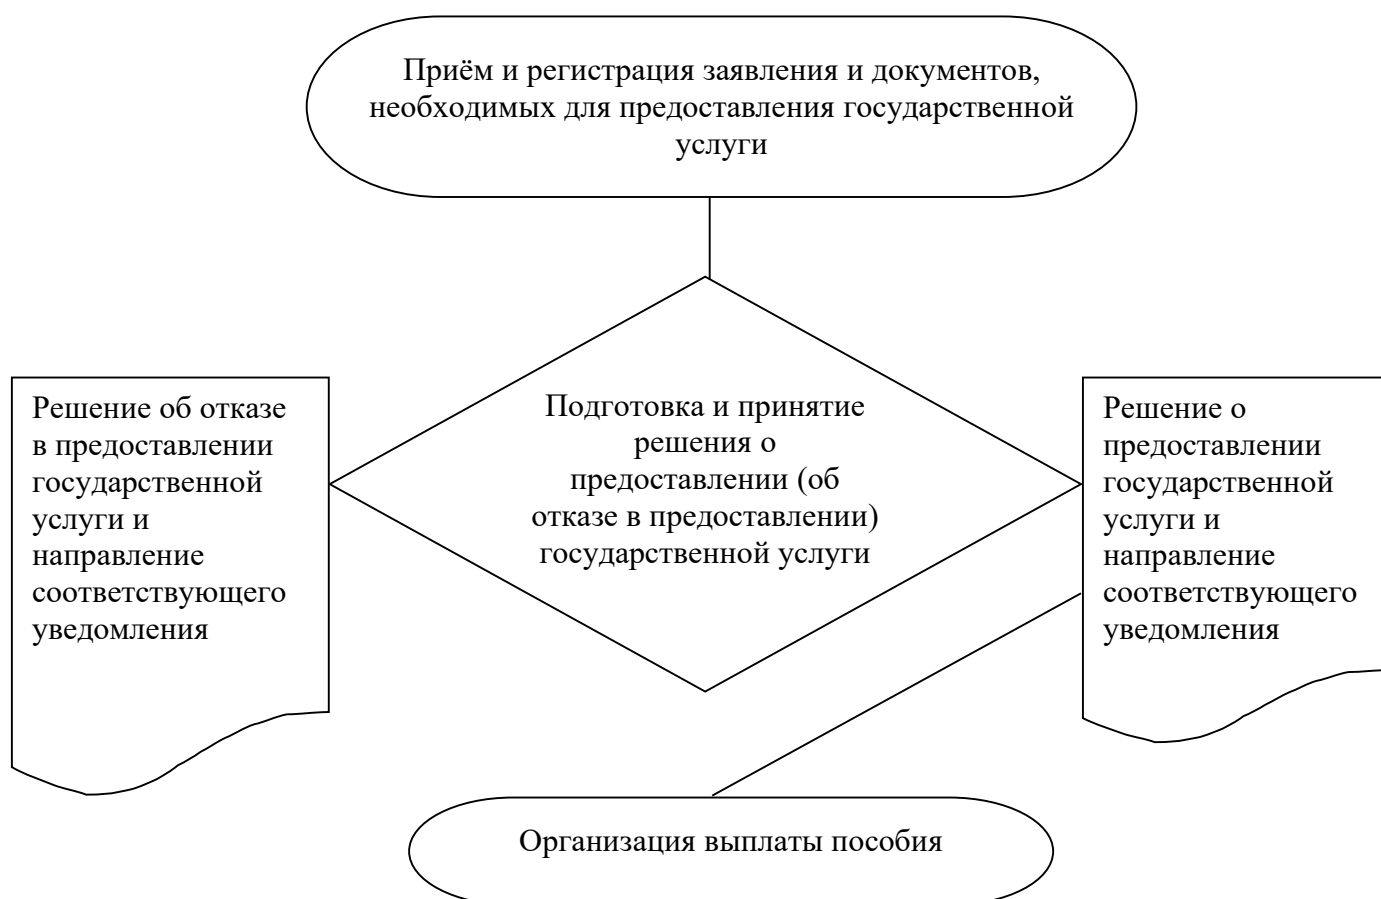 Приём и регистрация заявления и документов,
необходимых для предоставления государственной
услуги
Решение об отказе
в предоставлении
государственной
услуги и
направление
соответствующего
уведомления
Подготовка и принятие
решения о
предоставлении (об
отказе в предоставлении)
государственной услуги
Решение о
предоставлении
государственной
услуги и
направление
соответствующего
уведомления
Организация выплаты пособия